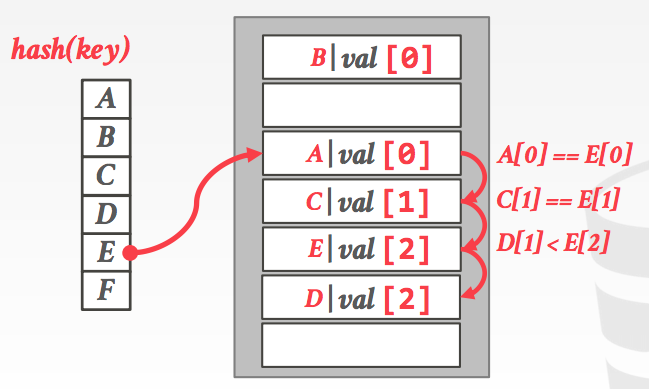 hash(key)
A
B
C
D
E
F
B|val [0]
A|val [0]
C|val [1]
E|val [2]
D|val [2]
A[0] == E[0]
C[1] == E[1]
D[1] < E[2]